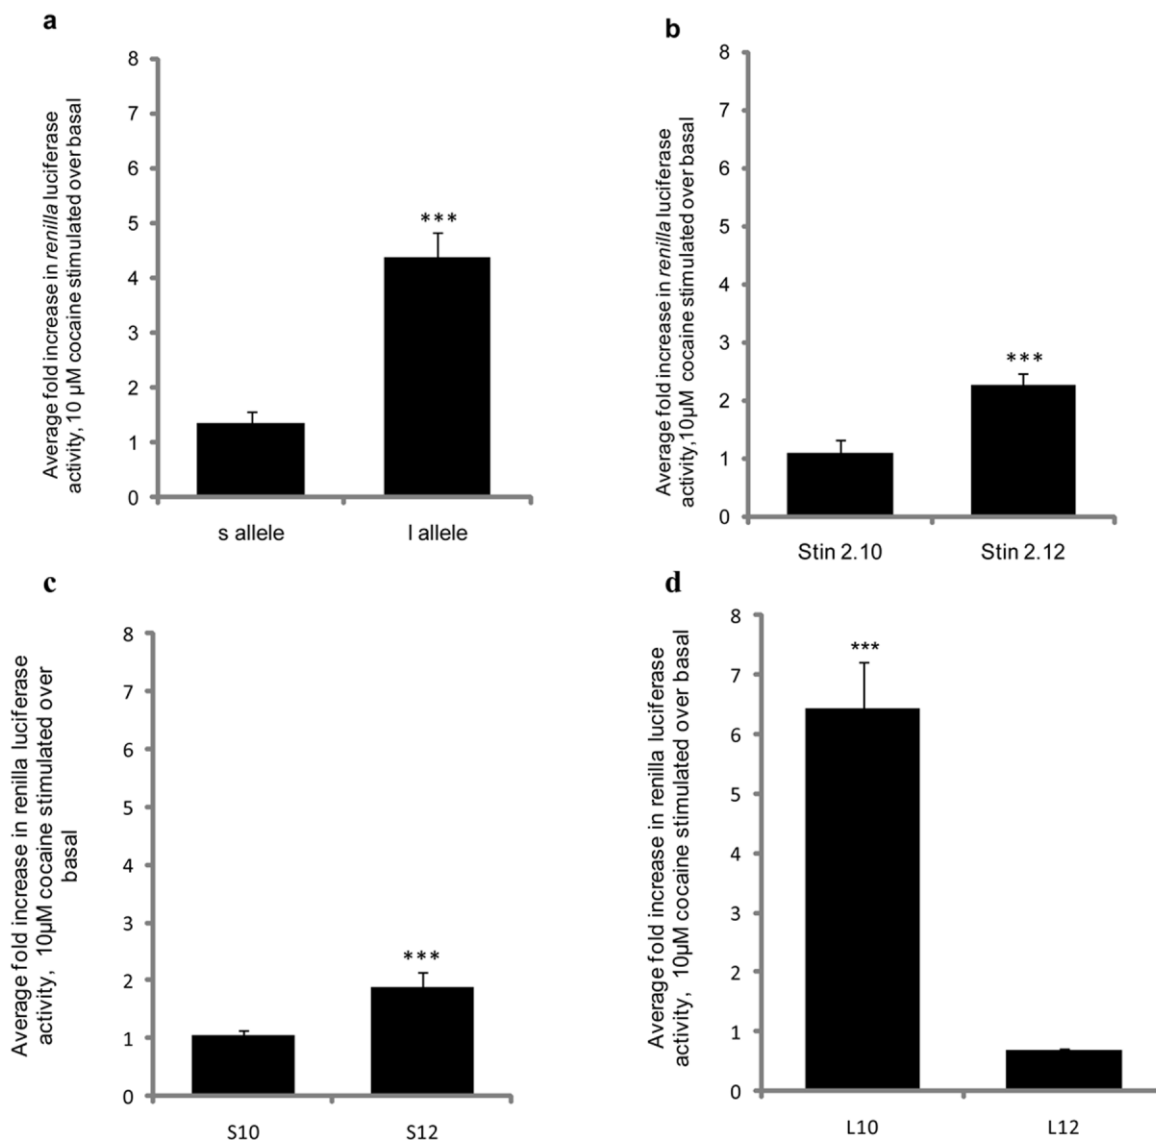 a
Average fold increase in renilla luciferase
activity, 10 µM cocaine stimulated over basal
8
7
6
5
4
3
2
1
0
***
s allele
l allele
b
Average fold increase in renilla luciferase
activity,10µM cocaine stimulated over basal
8
7
6
5
4
3
2
1
0
***
Stin 2.10
Stin 2.12
c
Average fold increase in renilla luciferase
activity, 10µM cocaine stimulated over
basal
8
7
6
5
4
3
2
1
0
***
S10
S12
d
Average fold increase in renilla luciferase
activity, 10µM cocaine stimulated over basal
8
7
6
5
4
3
2
1
0
***
L10
L12